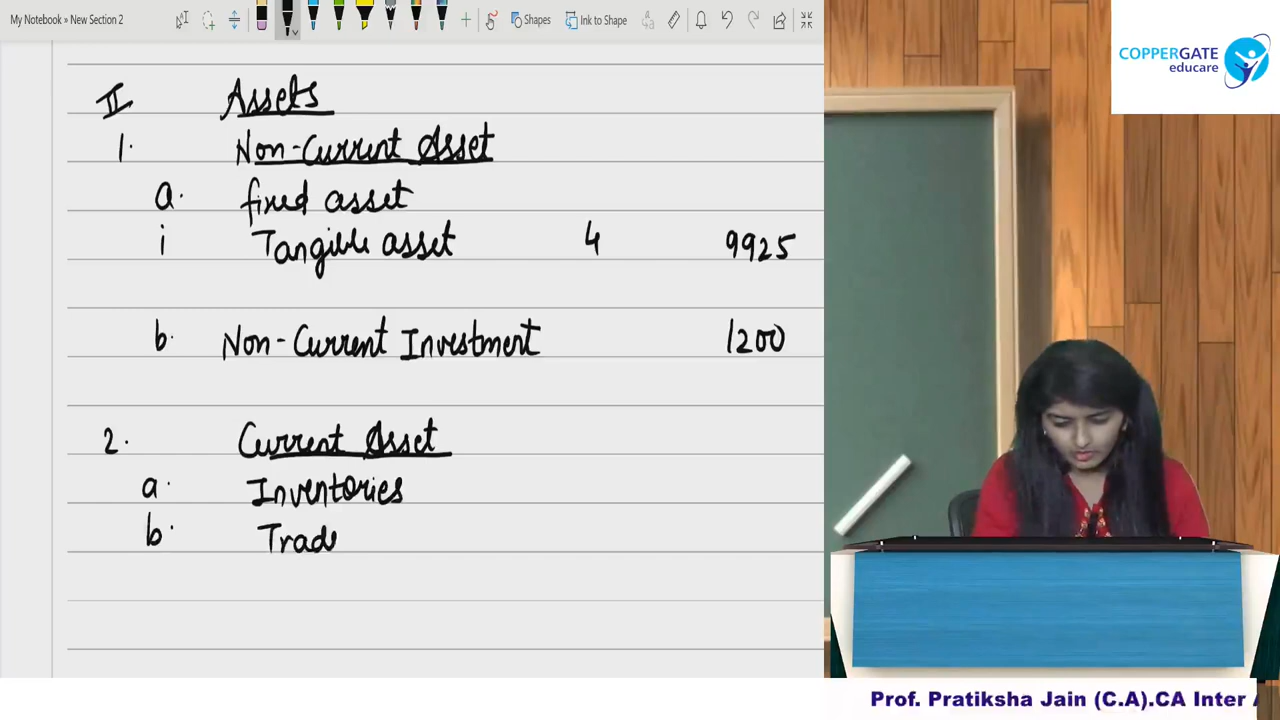 My Notebook » New Section 2
Shapes
Ink to Shape
COPPERGATE
educare
II Assets
1. Non-Current Asset
a. fixed asset
i Tangible asset 4 9925
b. Non-Current Investment 1200
2. Current Asset
a. Inventories
b. Trade
Prof. Pratiksha Jain (C.A).CA Inter